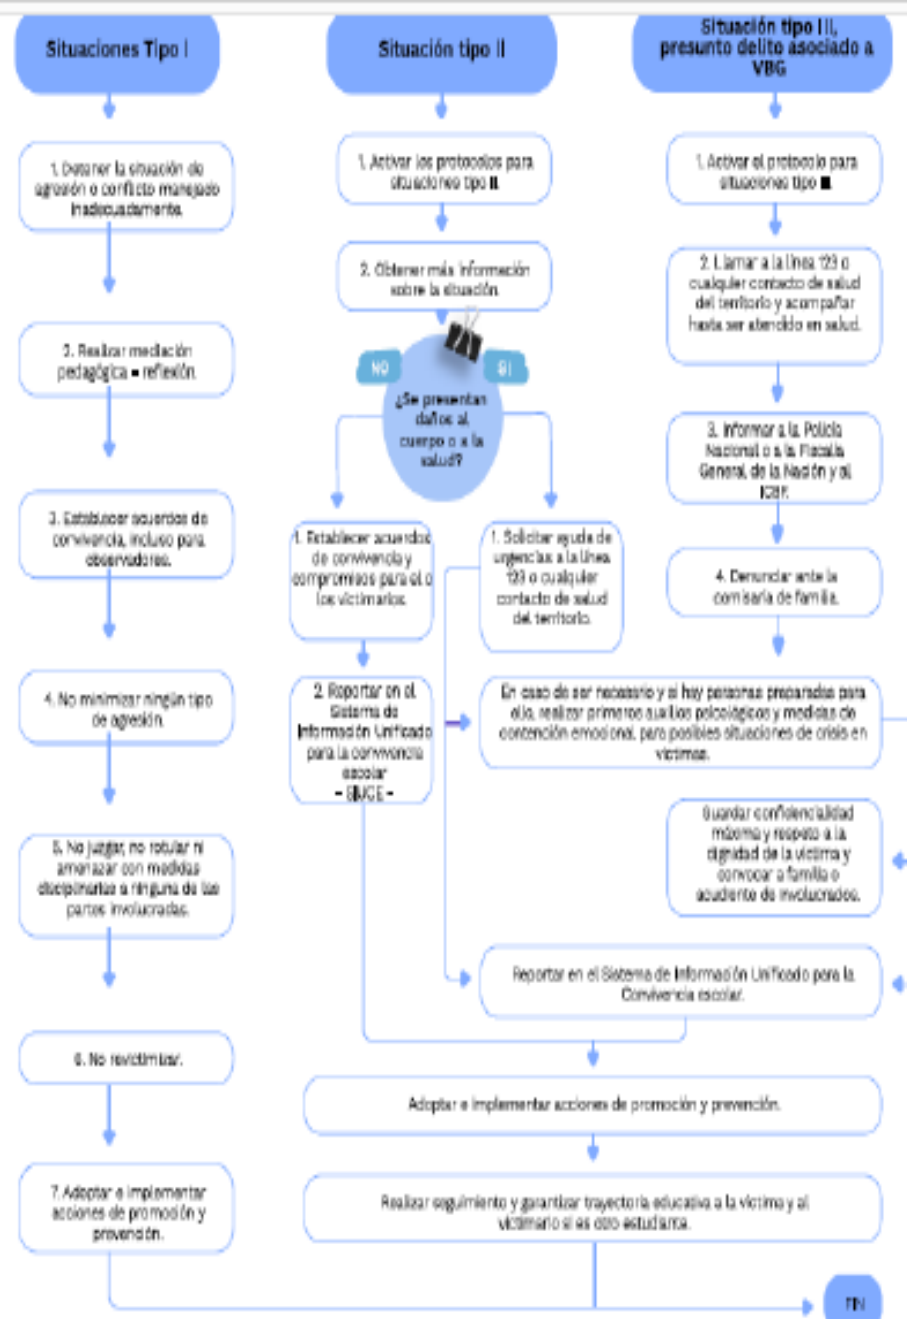 Situaciones Tipo I
1. Detener la situación de
agresión o conflicto manejado
inadecuadamente.
2. Realizar mediación
pedagógica - reflexión.
3. Establecer acuerdos de
convivencia, incluso para
observadores.
4. No minimizar ningún tipo
de agresión.
5. No juzgar, no rotular ni
amenazar con medidas
disciplinarias a ninguna de las
partes involucradas.
6. No revictimizar.
7. Adoptar e implementar
acciones de promoción y
prevención.
Situación tipo II
1. Activar los protocolos para
situaciones tipo II.
2. Obtener más información
sobre la situación.
NO
SI
¿Se presentan
daños al
cuerpo o a la
salud?
1. Establecer acuerdos
de convivencia y
compromisos para el o
los victimarios.
2. Reportar en el
Sistema de
Información Unificado
para la convivencia
escolar
- SIUCE -
1. Solicitar ayuda de
urgencias a la línea
123 o cualquier
contacto de salud
del territorio.
Situación tipo III,
presunto delito asociado a
VBG
1. Activar el protocolo para
situaciones tipo III.
2. Llamar a la línea 123 o
cualquier contacto de salud
del territorio y acompañar
hasta ser atendido en salud.
3. Informar a la Policía
Nacional o a la Fiscalía
General de la Nación y al
ICBF.
4. Denunciar ante la
comisaría de familia.
En caso de ser necesario y si hay personas preparadas para
ello, realizar primeros auxilios psicológicos y medidas de
contención emocional para posibles situaciones de crisis en
víctimas.
Guardar confidencialidad
máxima y respeto a la
dignidad de la víctima y
convocar a familia o
acudiente de involucrados.
Reportar en el Sistema de Información Unificado para la
Convivencia escolar.
Adoptar e implementar acciones de promoción y prevención.
Realizar seguimiento y garantizar trayectoria educativa a la víctima y al
victimario si es otro estudiante.
FIN